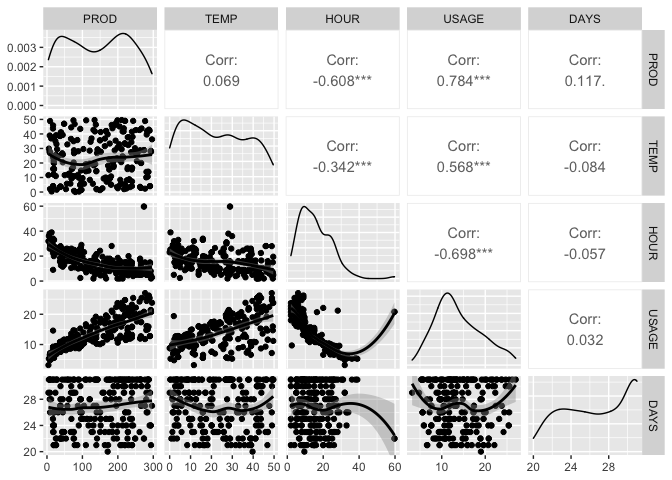 PROD TEMP HOUR USAGE DAYS
0.003
0.002
0.001
0.000
Corr:
0.069
Corr:
-0.608***
Corr:
0.784***
Corr:
0.117.
PROD
50
40
30
20
10
0
Corr:
-0.342***
Corr:
0.568***
Corr:
-0.084
TEMP
60
40
20
0
Corr:
-0.698***
Corr:
-0.057
HOUR
20
10
Corr:
0.032
USAGE
28
24
20
DAYS
0 100 200 300 0 10 20 30 40 50 0 20 40 60 10 20 20 24 28